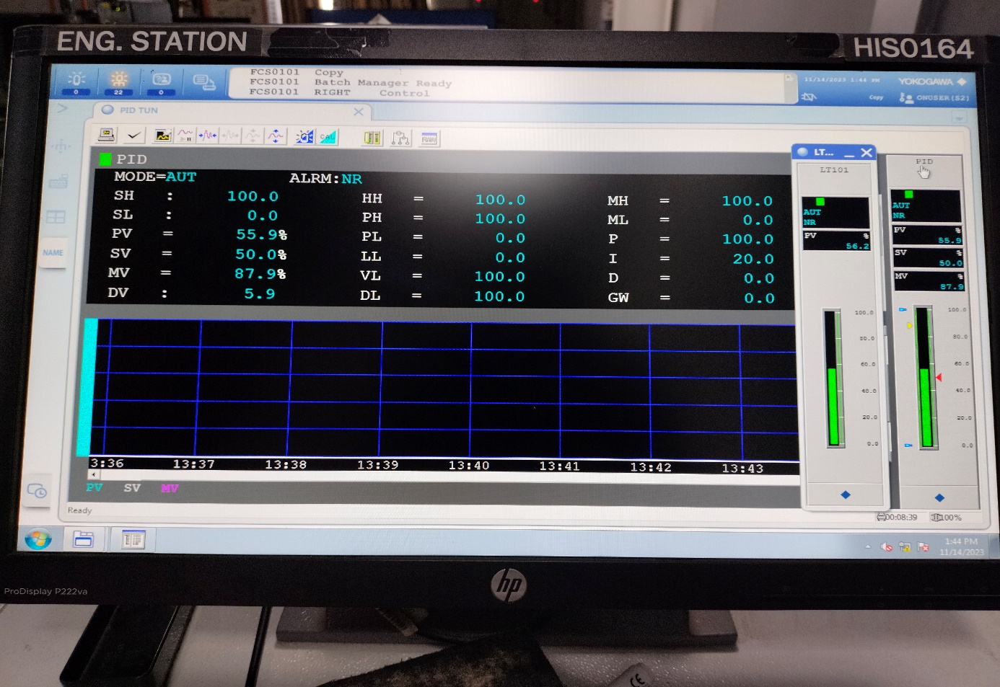 ENG. STATION
HIS0164
FCS0101 Copy
FCS0101 Batch Manager Ready
FCS0101 RIGHT Control
0
22
0
11/14/2023 1:44 PM
YOKOGAWA
Copy
ONUSER(S2)
PID TUN
CAL
RAW
PID
MODE=AUT ALRM:NR
SH : 100.0 HH = 100.0 MH = 100.0
SL : 0.0 PH = 100.0 ML = 0.0
PV = 55.9% PL = 0.0 P = 100.0
SV = 50.0% LL = 0.0 I = 20.0
MV = 87.9% VL = 100.0 D = 0.0
DV : 5.9 DL = 100.0 GW = 0.0
NAME
3:36 13:37 13:38 13:39 13:40 13:41 13:42 13:43
PV SV MV
Ready
LT...
LT101
AUT
NR
PV %
56.2
100.0
80.0
60.0
40.0
20.0
0.0
PID
AUT
NR
PV %
55.9
SV %
50.0
MV %
87.9
100.0
80.0
60.0
40.0
20.0
0.0
00:08:39
100%
1:44 PM
11/14/2023
hp
ProDisplay P222va
CE